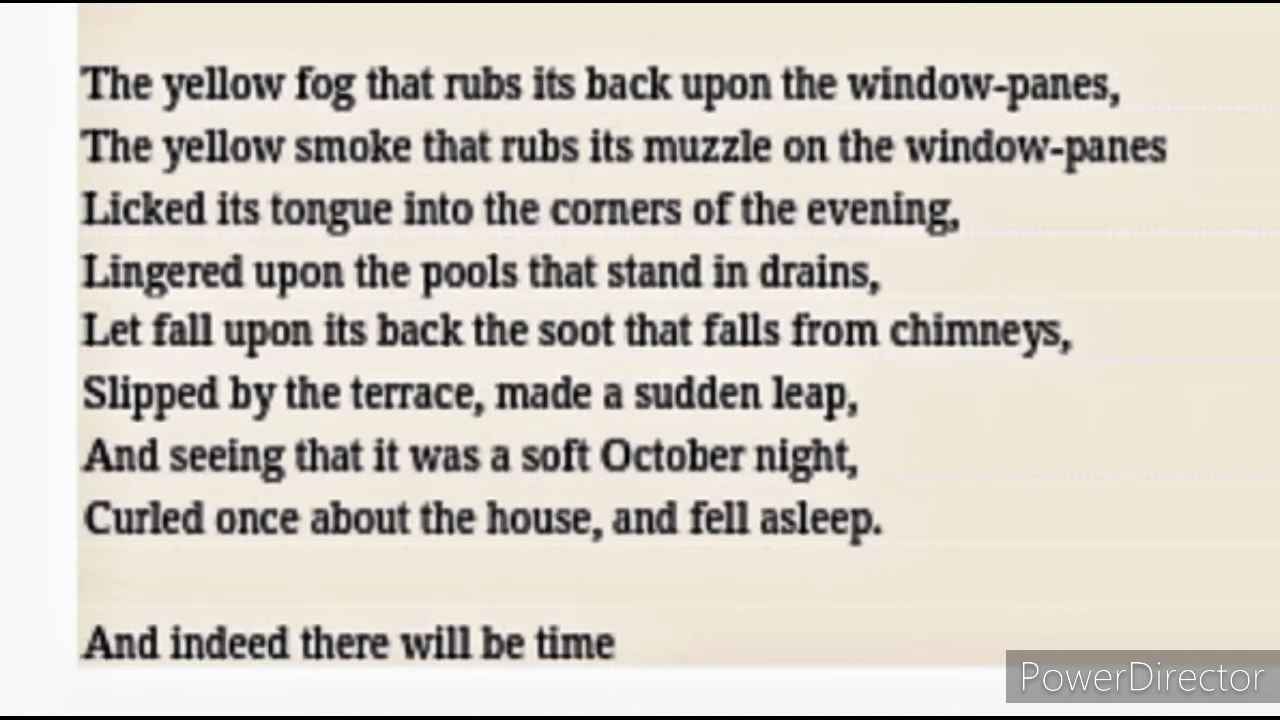 The yellow fog that rubs its back upon the window-panes,
The yellow smoke that rubs its muzzle on the window-panes
Licked its tongue into the corners of the evening,
Lingered upon the pools that stand in drains,
Let fall upon its back the soot that falls from chimneys,
Slipped by the terrace, made a sudden leap,
And seeing that it was a soft October night,
Curled once about the house, and fell asleep.
And indeed there will be time
PowerDirector